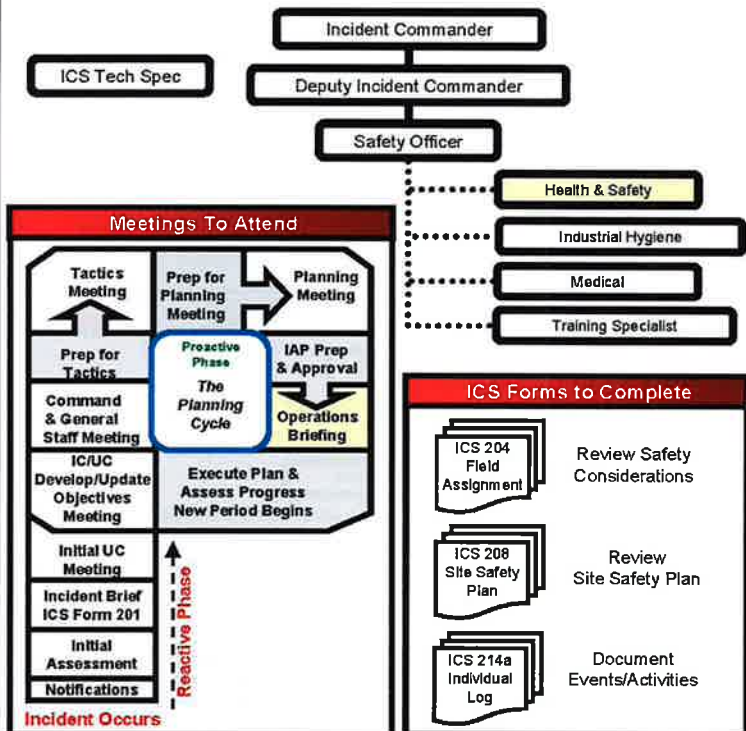 Incident Commander
ICS Tech Spec
Deputy Incident Commander
Safety Officer
Health & Safety
Industrial Hygiene
Medical
Training Specialist
Meetings To Attend
Tactics
Meeting
Prep for
Planning
Meeting
Planning
Meeting
Prep for
Tactics
Proactive
Phase
The
Planning
Cycle
IAP Prep
& Approval
Command
& General
Staff Meeting
Operations
Briefing
IC/UC
Develop/Update
Objectives
Meeting
Execute Plan &
Assess Progress
New Period Begins
Initial UC
Meeting
Incident Brief
ICS Form 201
Initial
Assessment
Notifications
Reactive Phase
Incident Occurs
ICS Forms to Complete
ICS 204
Field
Assignment
Review Safety
Considerations
ICS 208
Site Safety
Plan
Review
Site Safety Plan
ICS 214a
Individual
Log
Document
Events/Activities